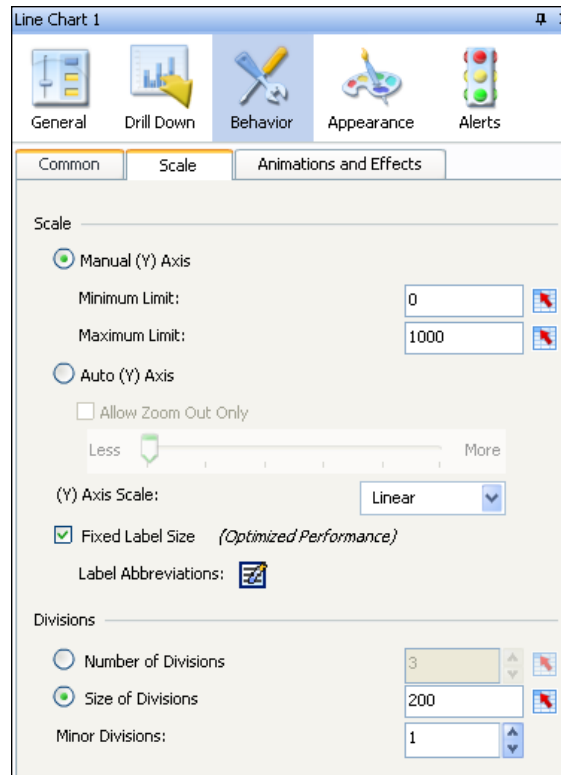 Line Chart 1
General Drill Down Behavior Appearance Alerts
Common Scale Animations and Effects
Scale
Manual (Y) Axis
Minimum Limit: 0
Maximum Limit: 1000
Auto (Y) Axis
Allow Zoom Out Only
Less More
(Y) Axis Scale: Linear
Fixed Label Size (Optimized Performance)
Label Abbreviations:
Divisions
Number of Divisions 3
Size of Divisions 200
Minor Divisions: 1